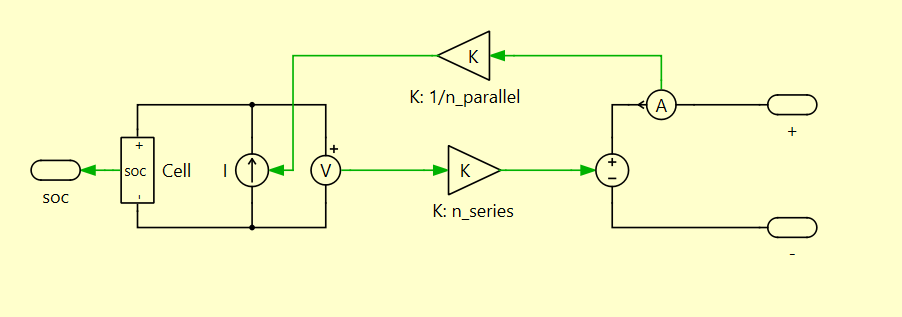 K
K: 1/n_parallel
A
+
+
soc
-
Cell
I
+
V
K
K: n_series
+
−
soc
-